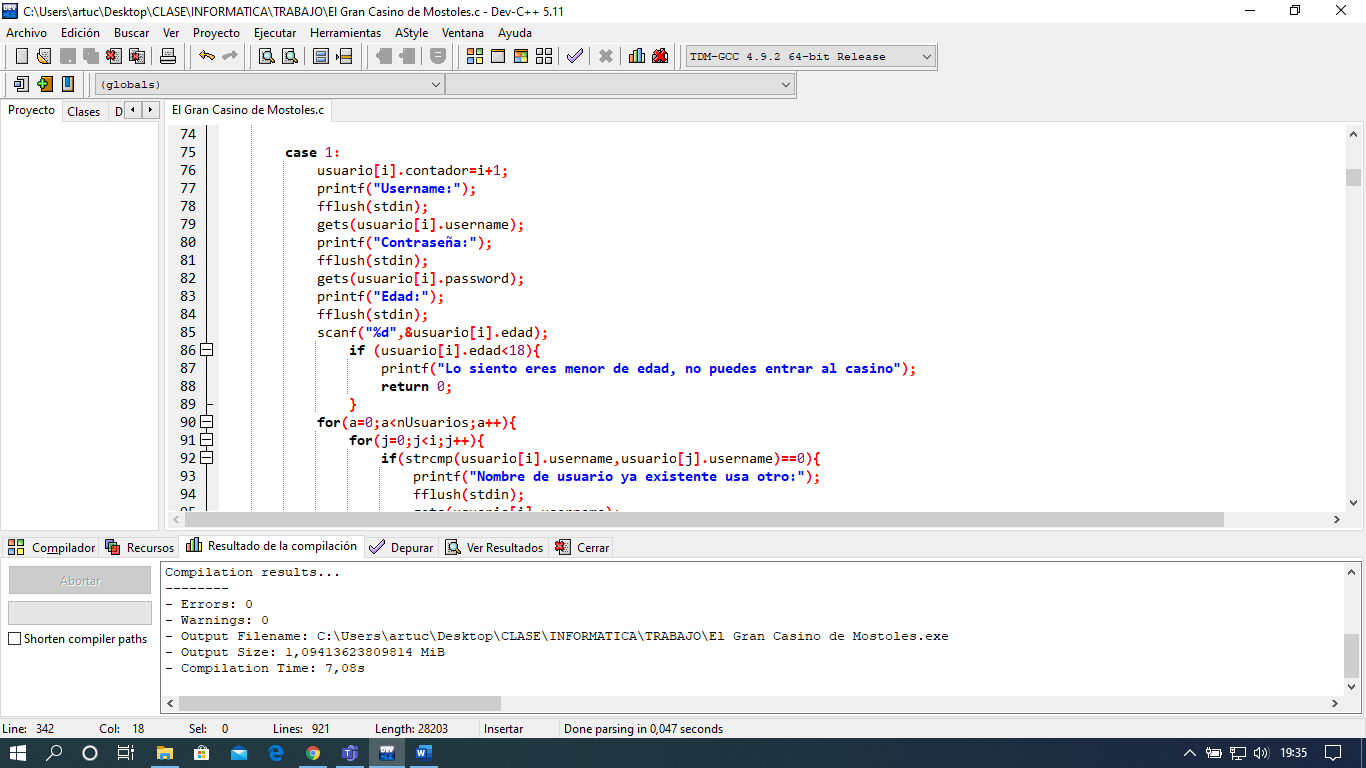 C:\Users\artuc\Desktop\CLASE\INFORMATICA\TRABAJO\El Gran Casino de Mostoles.c - Dev-C++ 5.11
Archivo Edición Buscar Ver Proyecto Ejecutar Herramientas AStyle Ventana Ayuda
TDM-GCC 4.9.2 64-bit Release
(globals)
Proyecto Clases D
El Gran Casino de Mostoles.c
74
75 case 1:
76 usuario[i].contador=i+1;
77 printf("Username:");
78 fflush(stdin);
79 gets(usuario[i].username);
80 printf("Contraseña:");
81 fflush(stdin);
82 gets(usuario[i].password);
83 printf("Edad:");
84 fflush(stdin);
85 scanf("%d",&usuario[i].edad);
86 if (usuario[i].edad<18){
87 printf("Lo siento eres menor de edad, no puedes entrar al casino");
88 return 0;
89 }
90 for(a=0;a<nUsuarios;a++){
91 for(j=0;j<i;j++){
92 if(strcmp(usuario[i].username,usuario[j].username)==0){
93 printf("Nombre de usuario ya existente usa otro:");
94 fflush(stdin);
95 gets(usuario[i].username);
Compilador Recursos Resultado de la compilación Depurar Ver Resultados Cerrar
Abortar
Shorten compiler paths
Compilation results...
--------
- Errors: 0
- Warnings: 0
- Output Filename: C:\Users\artuc\Desktop\CLASE\INFORMATICA\TRABAJO\El Gran Casino de Mostoles.exe
- Output Size: 1,09413623809814 MiB
- Compilation Time: 7,08s
Line: 342 Col: 18 Sel: 0 Lines: 921 Length: 28203 Insertar Done parsing in 0,047 seconds
19:35